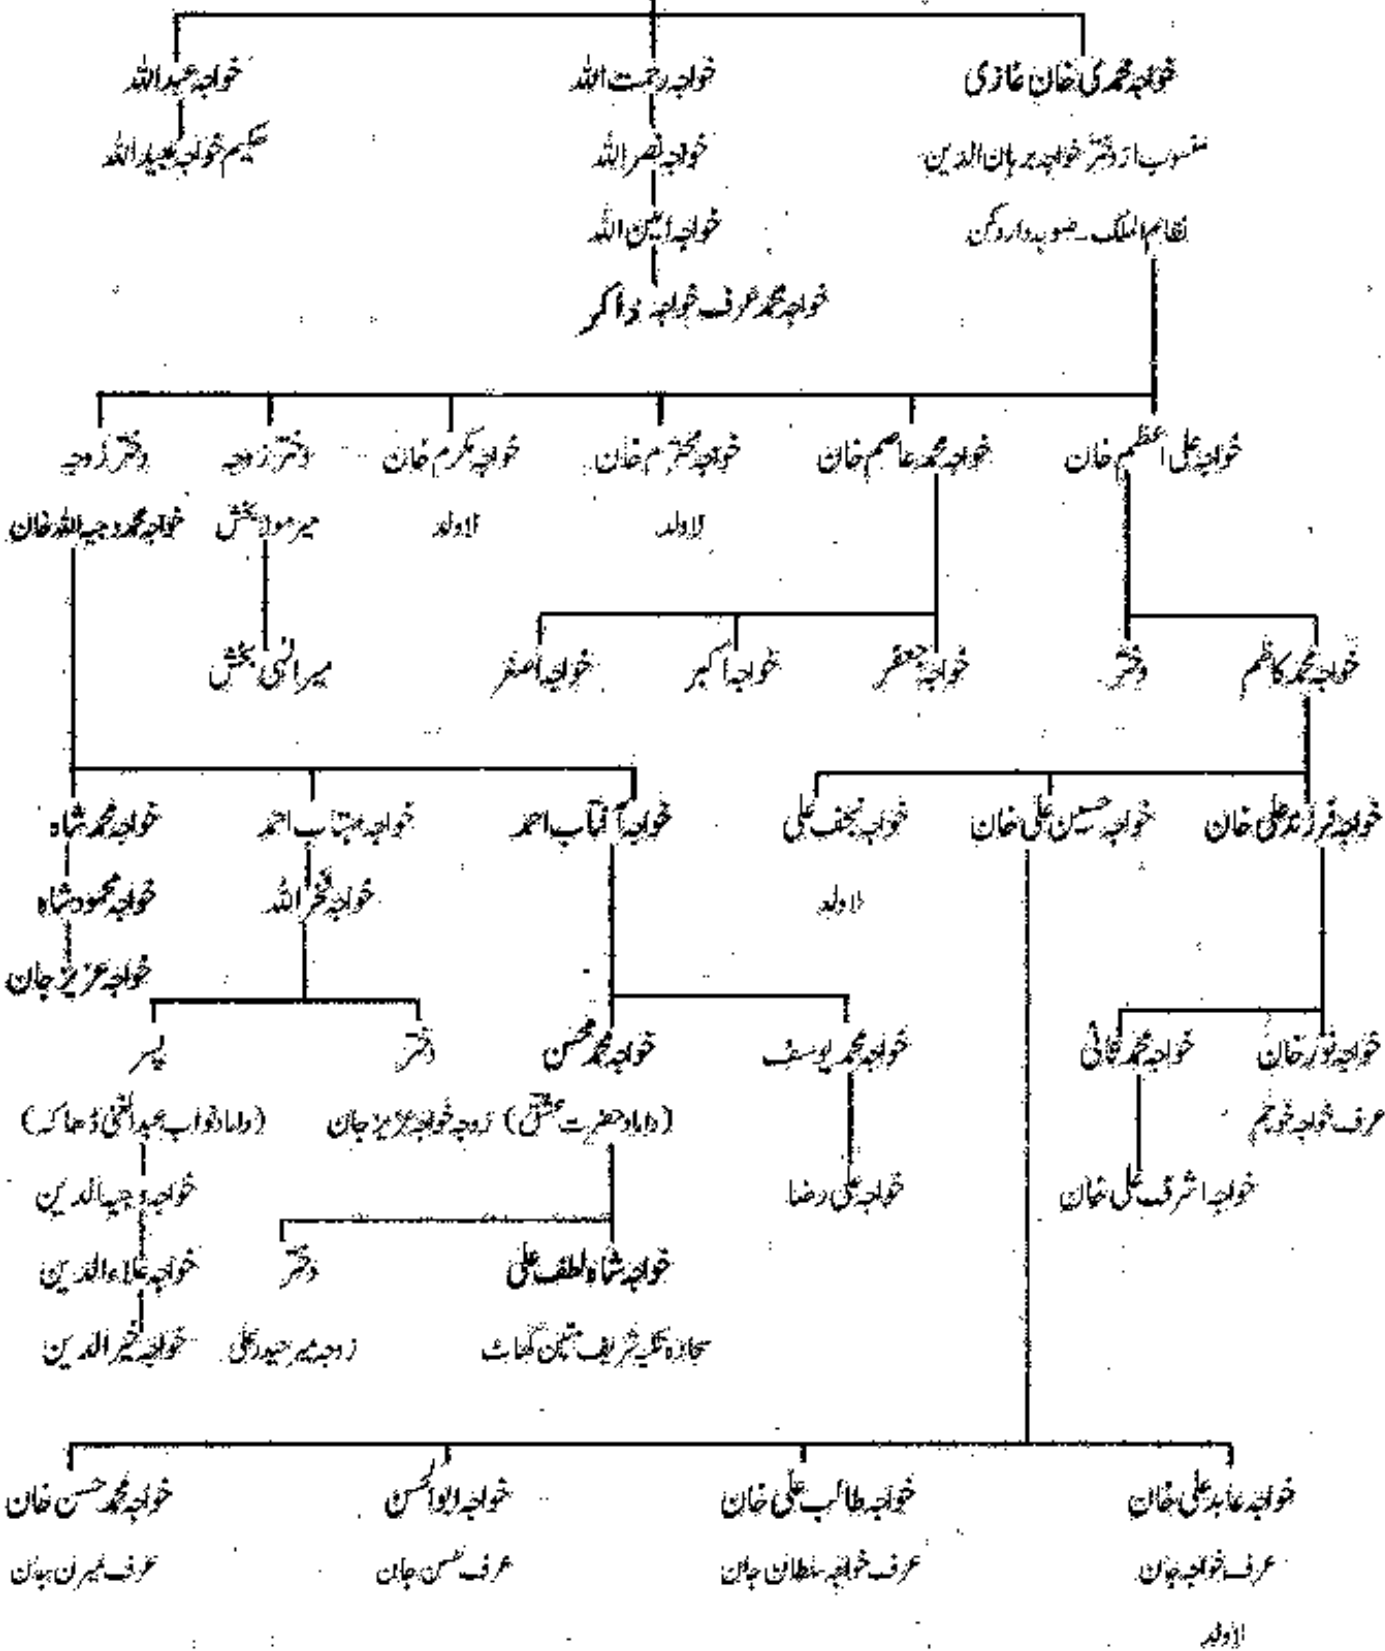 خواجہ محمدی خان غازی خواجہ رحمت اللہ خواجہ عبداللہ
منسوب از دختر خواجہ برہان الدین خواجہ نصر اللہ حکیم خواجہ عبیداللہ
نظام الملک۔ صوبہ دار دکن خواجہ امین اللہ
خواجہ محمد عرف خواجہ ذاکر
خواجہ علی اعظم خان خواجہ محمد عاصم خان خواجہ محترم خان خواجہ مکرم خان دختر زوجہ دختر زوجہ
لاولد لاولد میر مولا بخش خواجہ محمد وجیہ اللہ خان
خواجہ محمد کاظم دختر خواجہ جعفر خواجہ اکبر خواجہ اصغر میر الٰہی بخش
خواجہ فرزند علی خان خواجہ حسین علی خان خواجہ نجف علی خواجہ آفتاب احمد خواجہ مہتاب احمد خواجہ محمد شاہ
لاولد خواجہ فخر اللہ خواجہ محمود شاہ
خواجہ عزیز جان
خواجہ نوز خان خواجہ محمد ثانی خواجہ محمد یوسف خواجہ محمد محسن دختر پسر
عرف خواجہ (داماد حضرت عشقؒی) زوجہ خواجہ عزیز جان (داماد نواب عبدالغنی ڈھاکہ)
خواجہ اشرف علی خان خواجہ علی رضا خواجہ وجیہ الدین
خواجہ شاہ لطف علی دختر خواجہ علاء الدین
سجادہ تکیہ شریف میتن گھاٹ زوجہ میر حیدر علی خواجہ الدین
خواجہ عابد علی خان خواجہ طالب علی خان خواجہ ابوالحسن خواجہ محمد حسن خان
عرف خواجہ جان عرف خواجہ سلطان جان عرف حسن جان عرف میرن جان
لاولد